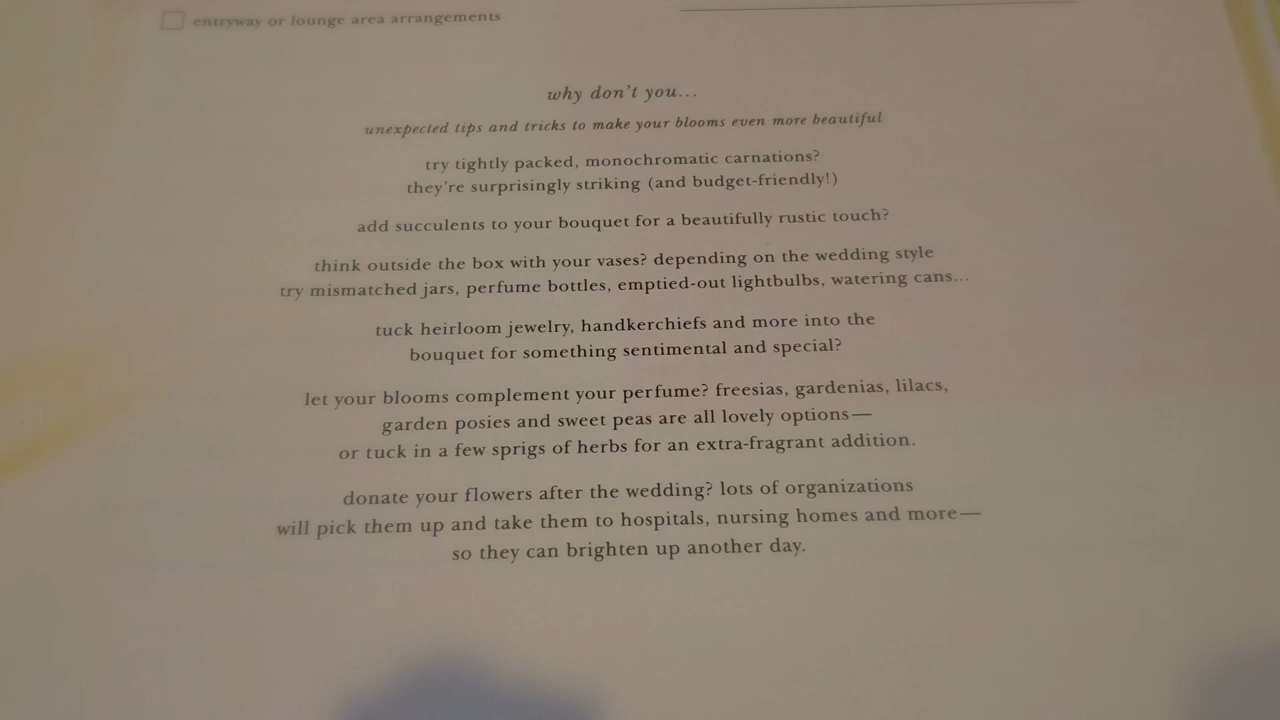 entryway or lounge area arrangements
why don't you...
unexpected tips and tricks to make your blooms even more beautiful
try tightly packed, monochromatic carnations?
they're surprisingly striking (and budget-friendly!)
add succulents to your bouquet for a beautifully rustic touch?
think outside the box with your vases? depending on the wedding style
try mismatched jars, perfume bottles, emptied-out lightbulbs, watering cans...
tuck heirloom jewelry, handkerchiefs and more into the
bouquet for something sentimental and special?
let your blooms complement your perfume? freesias, gardenias, lilacs,
garden posies and sweet peas are all lovely options—
or tuck in a few sprigs of herbs for an extra-fragrant addition.
donate your flowers after the wedding? lots of organizations
will pick them up and take them to hospitals, nursing homes and more—
so they can brighten up another day.